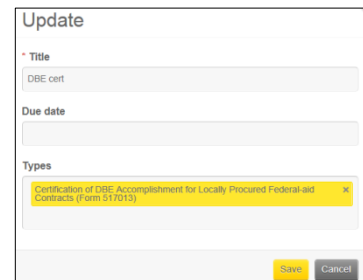 Update
* Title
DBE cert
Due date
Types
Certification of DBE Accomplishment for Locally Procured Federal-aid
Contracts (Form 517013) ×
Save Cancel